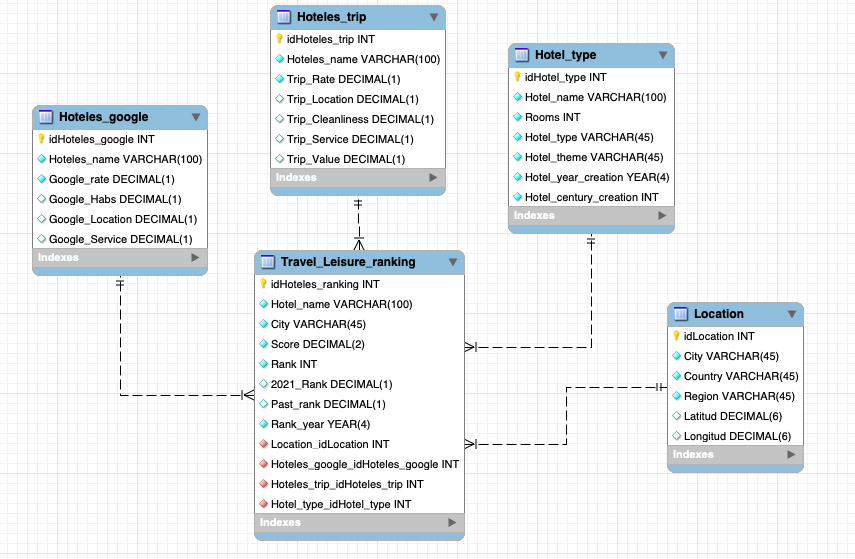 Hoteles_trip
idHoteles_trip INT
Hoteles_name VARCHAR(100)
Trip_Rate DECIMAL(1)
Trip_Location DECIMAL(1)
Trip_Cleanliness DECIMAL(1)
Trip_Service DECIMAL(1)
Trip_Value DECIMAL(1)
Indexes
Hotel_type
idHotel_type INT
Hotel_name VARCHAR(100)
Rooms INT
Hotel_type VARCHAR(45)
Hotel_theme VARCHAR(45)
Hotel_year_creation YEAR(4)
Hotel_century_creation INT
Indexes
Hoteles_google
idHoteles_google INT
Hoteles_name VARCHAR(100)
Google_rate DECIMAL(1)
Google_Habs DECIMAL(1)
Google_Location DECIMAL(1)
Google_Service DECIMAL(1)
Indexes
Travel_Leisure_ranking
idHoteles_ranking INT
Hotel_name VARCHAR(100)
City VARCHAR(45)
Score DECIMAL(2)
Rank INT
2021_Rank DECIMAL(1)
Past_rank DECIMAL(1)
Rank_year YEAR(4)
Location_idLocation INT
Hoteles_google_idHoteles_google INT
Hoteles_trip_idHoteles_trip INT
Hotel_type_idHotel_type INT
Indexes
Location
idLocation INT
City VARCHAR(45)
Country VARCHAR(45)
Region VARCHAR(45)
Latitud DECIMAL(6)
Longitud DECIMAL(6)
Indexes